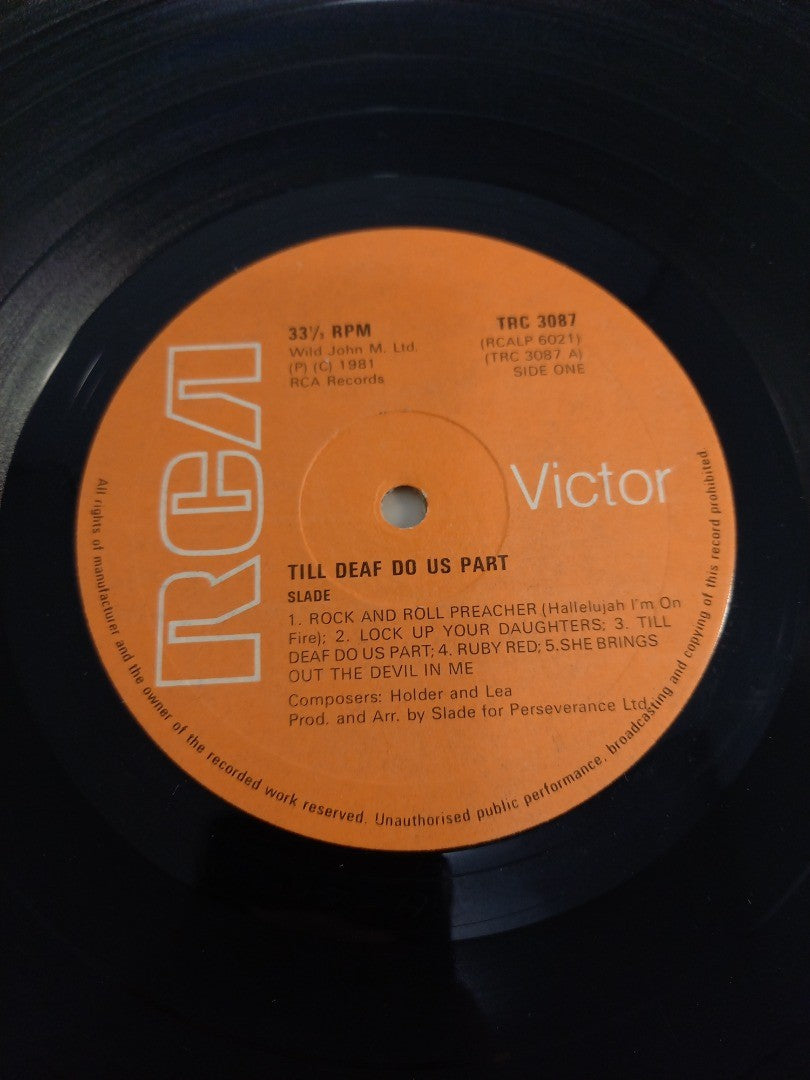 33⅓ RPM
Wild John M. Ltd.
(P) (C) 1981
RCA Records
TRC 3087
(RCALP 6021)
(TRC 3087 A)
SIDE ONE
RCA
Victor
TILL DEAF DO US PART
SLADE
1. ROCK AND ROLL PREACHER (Hallelujah I'm On
Fire); 2. LOCK UP YOUR DAUGHTERS; 3. TILL
DEAF DO US PART; 4. RUBY RED; 5.SHE BRINGS
OUT THE DEVIL IN ME
Composers: Holder and Lea
Prod. and Arr. by Slade for Perseverance Ltd.
All rights of manufacturer and the owner of the recorded work reserved. Unauthorised public performance, broadcasting and copying of this record prohibited.